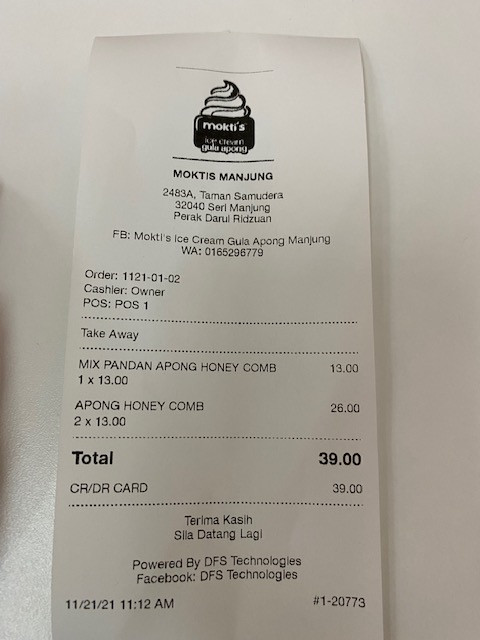 mokti's
ice cream
gula apong
MOKTIS MANJUNG
2483A, Taman Samudera
32040 Seri Manjung
Perak Darul Ridzuan
FB: Mokti's Ice Cream Gula Apong Manjung
WA: 0165296779
Order: 1121-01-02
Cashier: Owner
POS: POS 1
Take Away
MIX PANDAN APONG HONEY COMB 13.00
1 x 13.00
APONG HONEY COMB 26.00
2 x 13.00
Total 39.00
CR/DR CARD 39.00
Terima Kasih
Sila Datang Lagi
Powered By DFS Technologies
Facebook: DFS Technologies
11/21/21 11:12 AM #1-20773